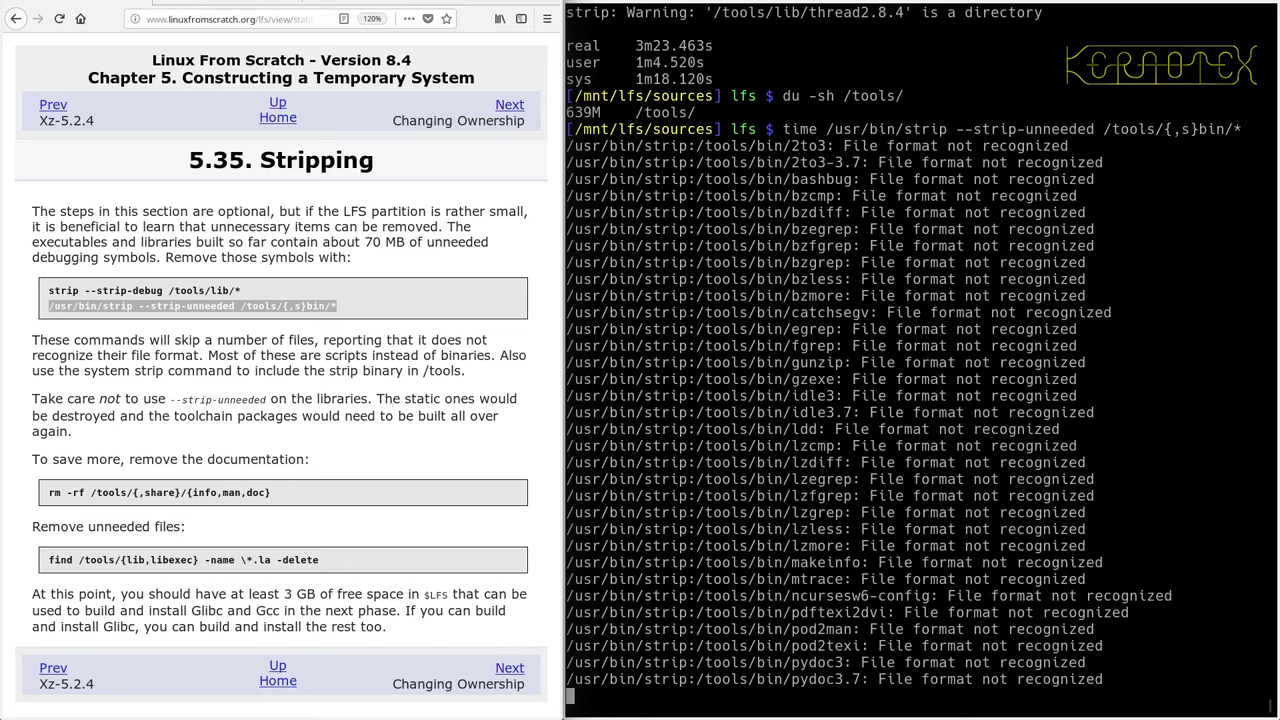 www.linuxfromscratch.org/lfs/view/stab
120%
Linux From Scratch - Version 8.4
Chapter 5. Constructing a Temporary System
Prev
Up
Next
Xz-5.2.4
Home
Changing Ownership
5.35. Stripping
The steps in this section are optional, but if the LFS partition is rather small,
it is beneficial to learn that unnecessary items can be removed. The
executables and libraries built so far contain about 70 MB of unneeded
debugging symbols. Remove those symbols with:
strip --strip-debug /tools/lib/*
/usr/bin/strip --strip-unneeded /tools/{,s}bin/*
These commands will skip a number of files, reporting that it does not
recognize their file format. Most of these are scripts instead of binaries. Also
use the system strip command to include the strip binary in /tools.
Take care not to use --strip-unneeded on the libraries. The static ones would
be destroyed and the toolchain packages would need to be built all over
again.
To save more, remove the documentation:
rm -rf /tools/{,share}/{info,man,doc}
Remove unneeded files:
find /tools/{lib,libexec} -name \*.la -delete
At this point, you should have at least 3 GB of free space in $LFS that can be
used to build and install Glibc and Gcc in the next phase. If you can build
and install Glibc, you can build and install the rest too.
Prev
Up
Next
Xz-5.2.4
Home
Changing Ownership
strip: Warning: '/tools/lib/thread2.8.4' is a directory
real 3m23.463s
user 1m4.520s
sys 1m18.120s
KERNOTEX
[/mnt/lfs/sources] lfs $ du -sh /tools/
639M /tools/
[/mnt/lfs/sources] lfs $ time /usr/bin/strip --strip-unneeded /tools/{,s}bin/*
/usr/bin/strip:/tools/bin/2to3: File format not recognized
/usr/bin/strip:/tools/bin/2to3-3.7: File format not recognized
/usr/bin/strip:/tools/bin/bashbug: File format not recognized
/usr/bin/strip:/tools/bin/bzcmp: File format not recognized
/usr/bin/strip:/tools/bin/bzdiff: File format not recognized
/usr/bin/strip:/tools/bin/bzegrep: File format not recognized
/usr/bin/strip:/tools/bin/bzfgrep: File format not recognized
/usr/bin/strip:/tools/bin/bzgrep: File format not recognized
/usr/bin/strip:/tools/bin/bzless: File format not recognized
/usr/bin/strip:/tools/bin/bzmore: File format not recognized
/usr/bin/strip:/tools/bin/catchsegv: File format not recognized
/usr/bin/strip:/tools/bin/egrep: File format not recognized
/usr/bin/strip:/tools/bin/fgrep: File format not recognized
/usr/bin/strip:/tools/bin/gunzip: File format not recognized
/usr/bin/strip:/tools/bin/gzexe: File format not recognized
/usr/bin/strip:/tools/bin/idle3: File format not recognized
/usr/bin/strip:/tools/bin/idle3.7: File format not recognized
/usr/bin/strip:/tools/bin/ldd: File format not recognized
/usr/bin/strip:/tools/bin/lzcmp: File format not recognized
/usr/bin/strip:/tools/bin/lzdiff: File format not recognized
/usr/bin/strip:/tools/bin/lzegrep: File format not recognized
/usr/bin/strip:/tools/bin/lzfgrep: File format not recognized
/usr/bin/strip:/tools/bin/lzgrep: File format not recognized
/usr/bin/strip:/tools/bin/lzless: File format not recognized
/usr/bin/strip:/tools/bin/lzmore: File format not recognized
/usr/bin/strip:/tools/bin/makeinfo: File format not recognized
/usr/bin/strip:/tools/bin/mtrace: File format not recognized
/usr/bin/strip:/tools/bin/ncursesw6-config: File format not recognized
/usr/bin/strip:/tools/bin/pdftexi2dvi: File format not recognized
/usr/bin/strip:/tools/bin/pod2man: File format not recognized
/usr/bin/strip:/tools/bin/pod2texi: File format not recognized
/usr/bin/strip:/tools/bin/pydoc3: File format not recognized
/usr/bin/strip:/tools/bin/pydoc3.7: File format not recognized